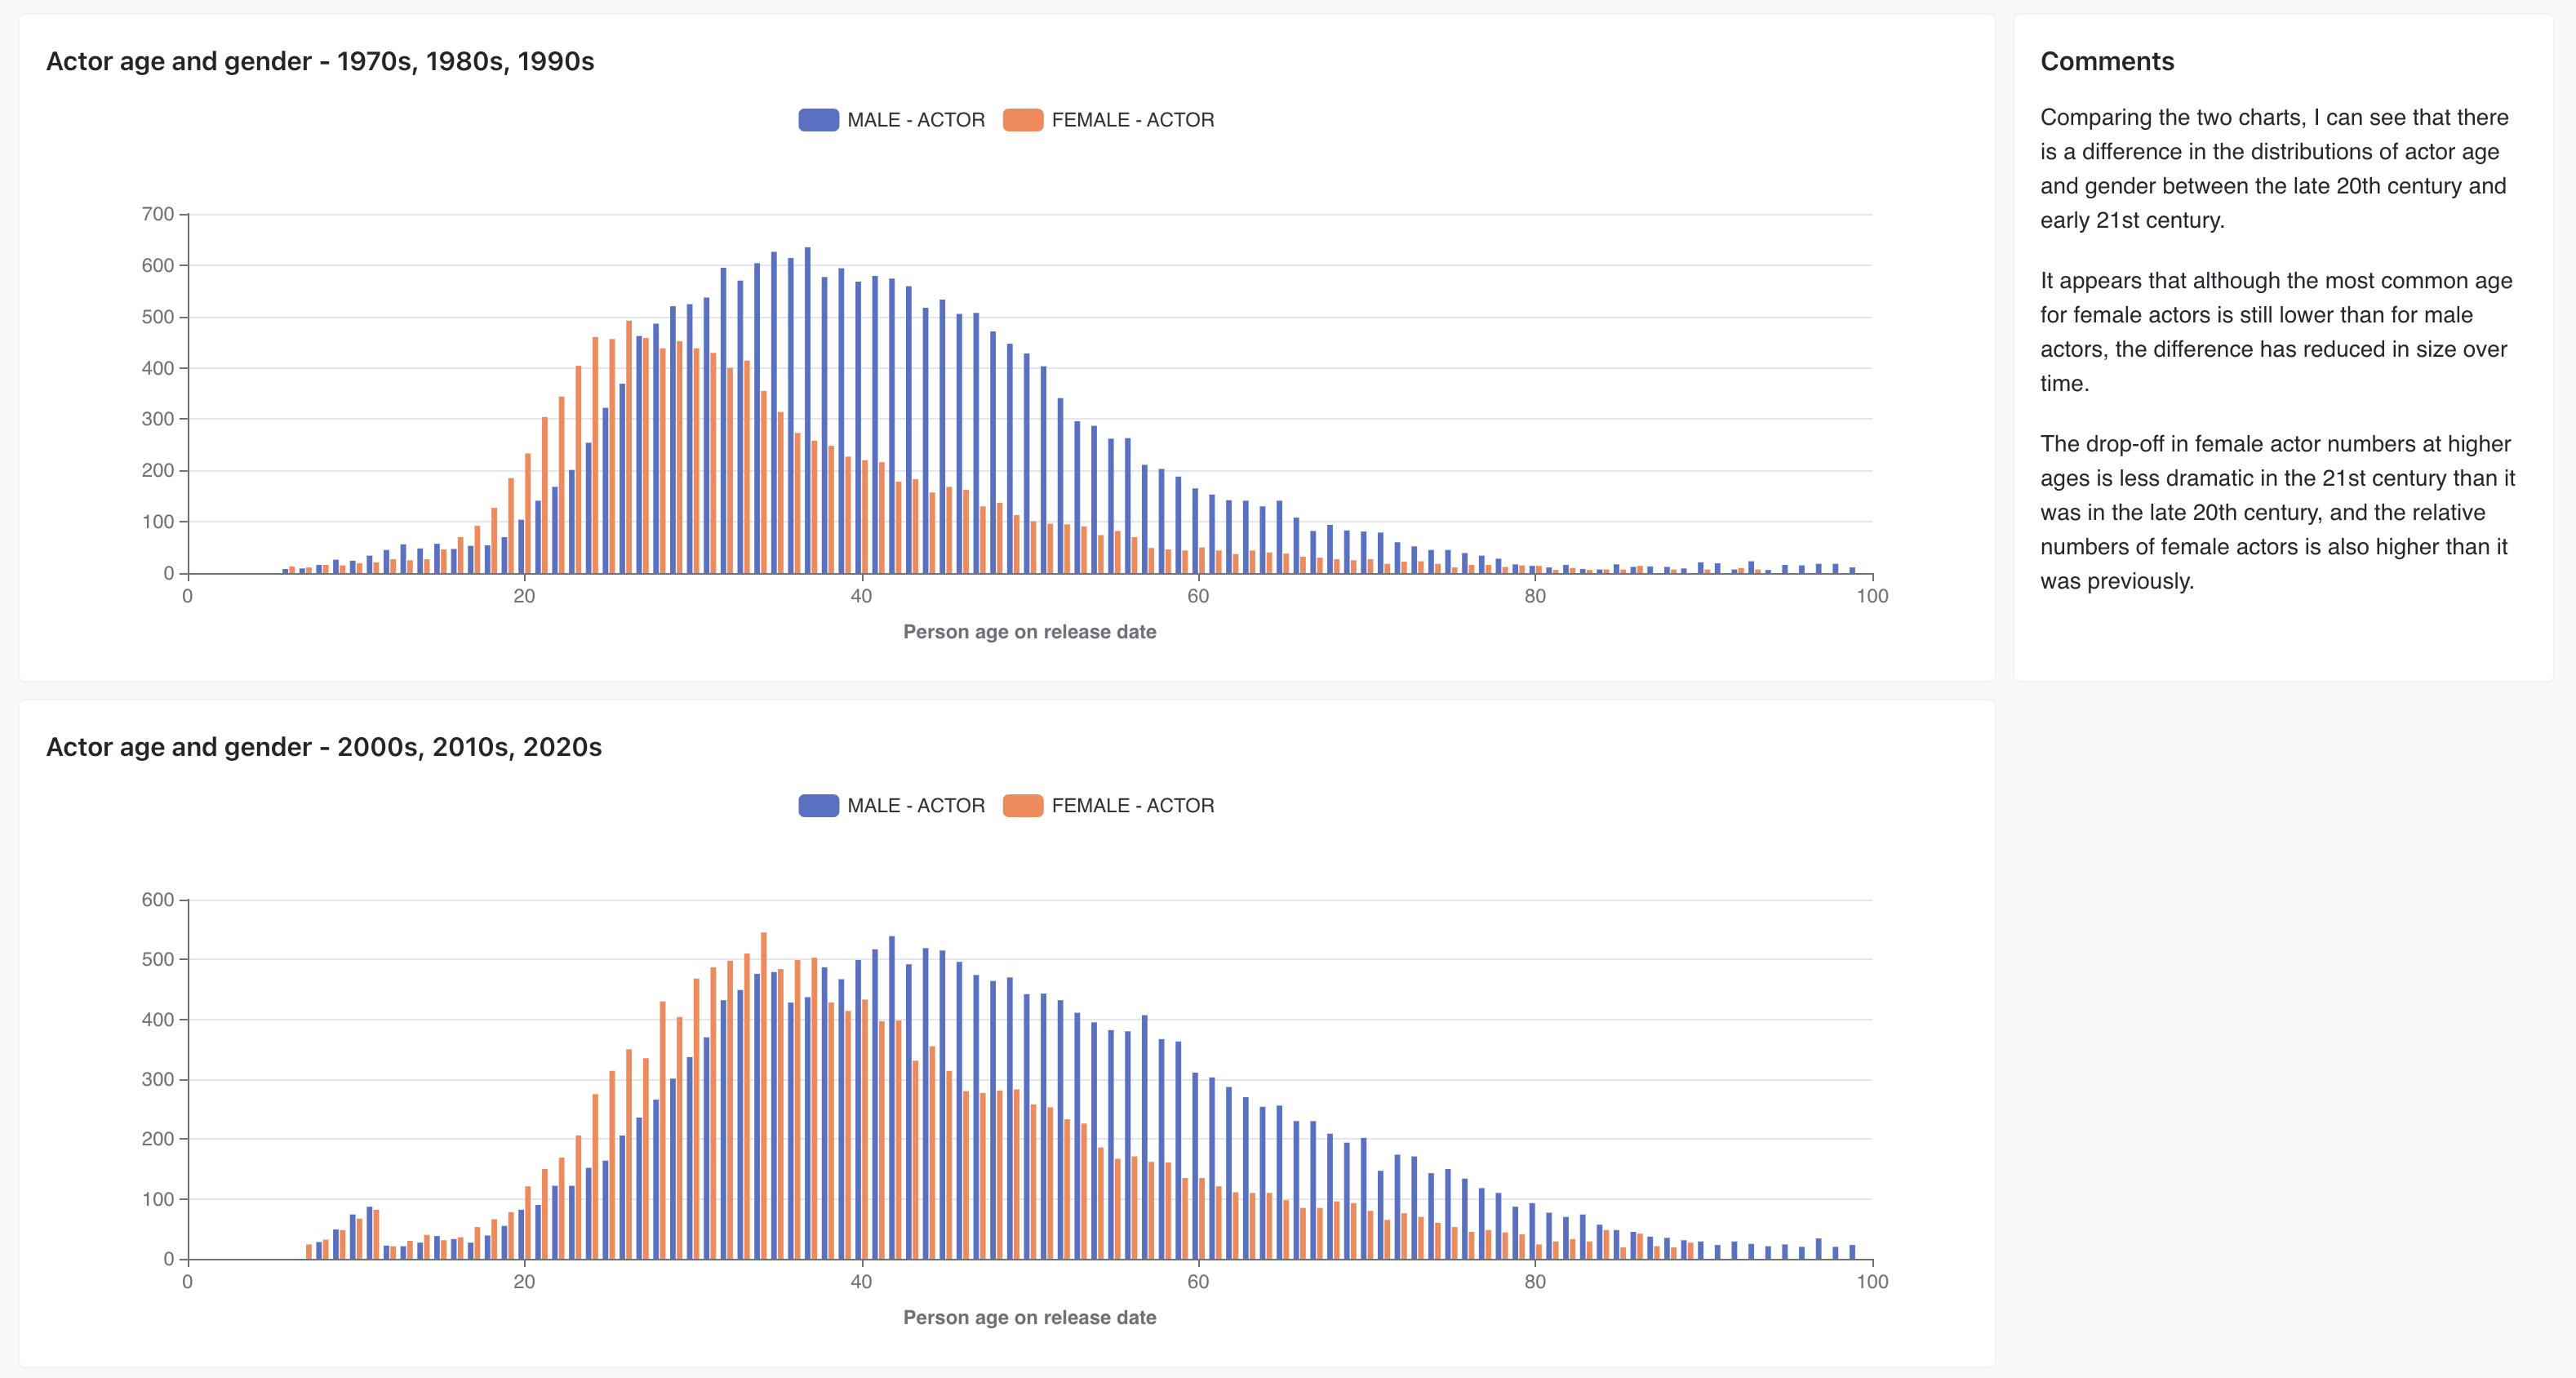 Actor age and gender - 1970s, 1980s, 1990s
MALE - ACTOR
FEMALE - ACTOR
700
600
500
400
300
200
100
0
0
20
40
60
80
100
Person age on release date
Comments
Comparing the two charts, I can see that there
is a difference in the distributions of actor age
and gender between the late 20th century and
early 21st century.
It appears that although the most common age
for female actors is still lower than for male
actors, the difference has reduced in size over
time.
The drop-off in female actor numbers at higher
ages is less dramatic in the 21st century than it
was in the late 20th century, and the relative
numbers of female actors is also higher than it
was previously.
Actor age and gender - 2000s, 2010s, 2020s
MALE - ACTOR
FEMALE - ACTOR
600
500
400
300
200
100
0
0
20
40
60
80
100
Person age on release date